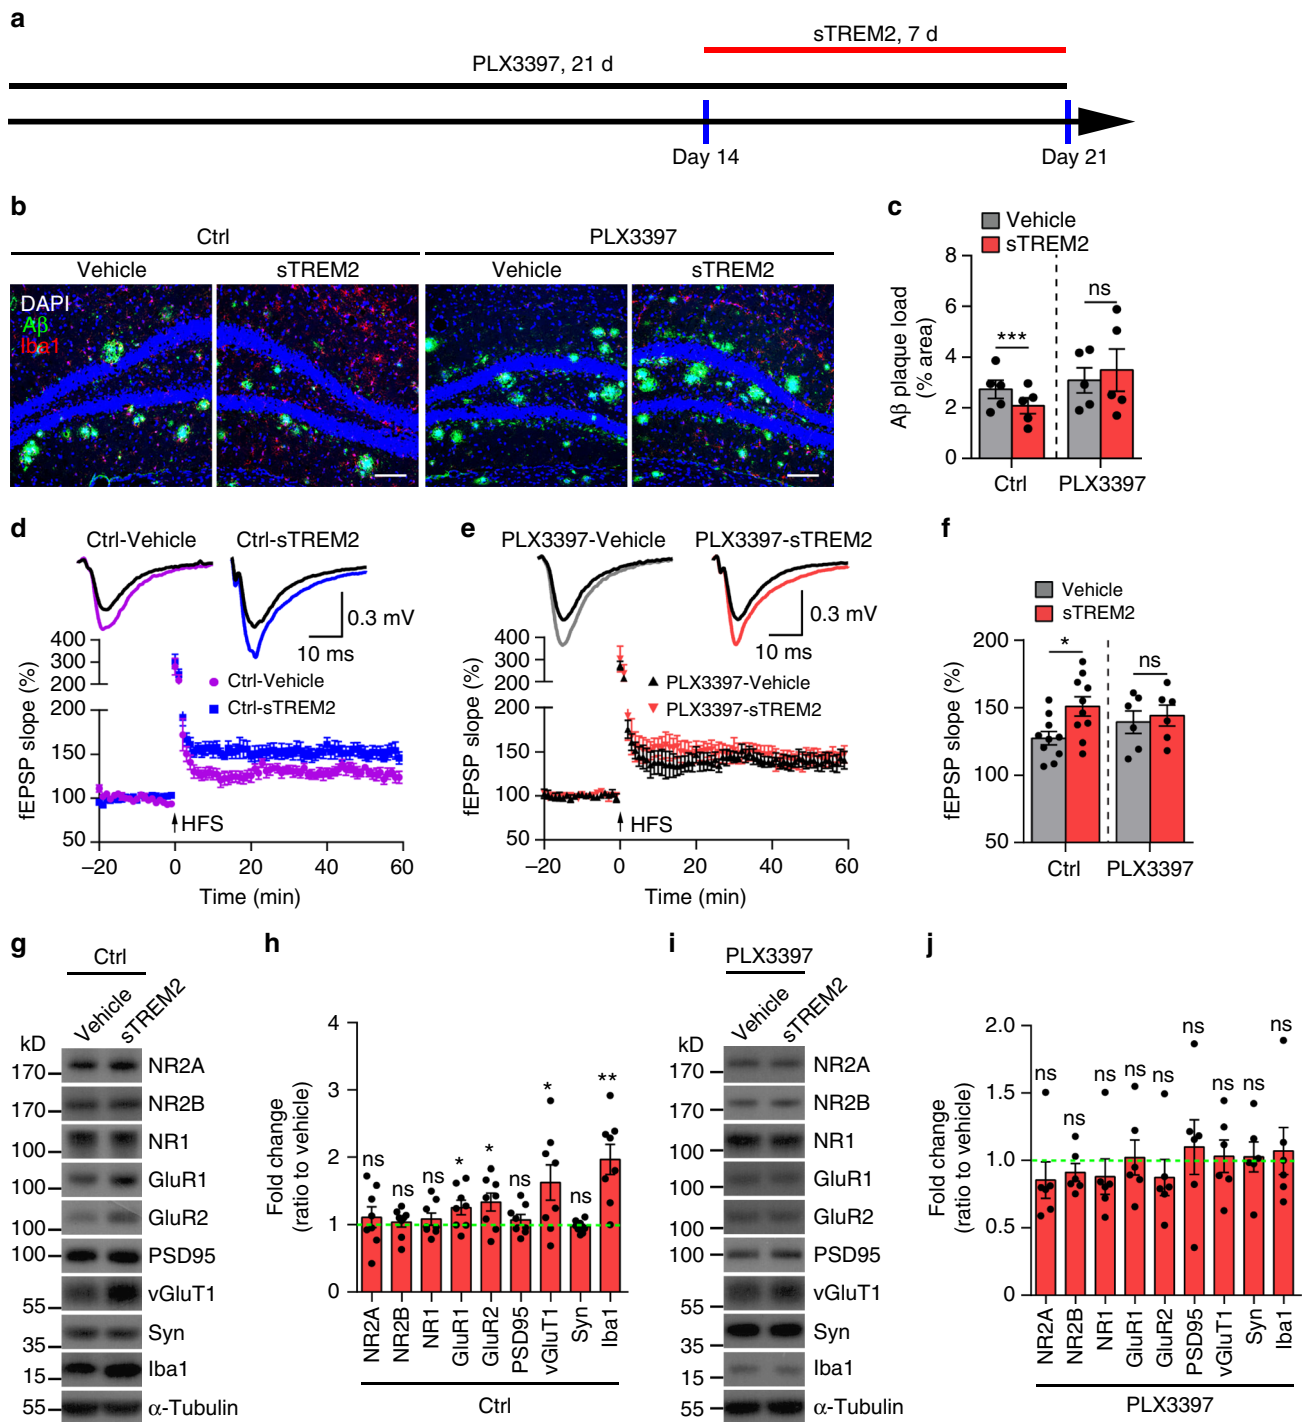 a
sTREM2, 7 d
PLX3397, 21 d
Day 14
Day 21
b
Ctrl
PLX3397
Vehicle
sTREM2
Vehicle
sTREM2
DAPI
Aβ
Iba1
c
Vehicle
sTREM2
Aβ plaque load
(% area)
8
6
4
2
0
***
ns
Ctrl
PLX3397
d
Ctrl-Vehicle
Ctrl-sTREM2
0.3 mV
10 ms
fEPSP slope (%)
400
300
200
200
150
100
50
Ctrl-Vehicle
Ctrl-sTREM2
HFS
–20
0
20
40
60
Time (min)
e
PLX3397-Vehicle
PLX3397-sTREM2
0.3 mV
10 ms
fEPSP slope (%)
400
300
200
200
150
100
50
PLX3397-Vehicle
PLX3397-sTREM2
HFS
–20
0
20
40
60
Time (min)
f
Vehicle
sTREM2
fEPSP slope (%)
200
150
100
50
*
ns
Ctrl
PLX3397
g
Ctrl
Vehicle
sTREM2
kD
170
NR2A
170
NR2B
100
NR1
100
GluR1
100
GluR2
100
PSD95
55
vGluT1
35
Syn
15
Iba1
55
α-Tubulin
h
Fold change
(ratio to vehicle)
4
3
2
1
0
ns
ns
ns
*
*
ns
*
ns
**
NR2A
NR2B
NR1
GluR1
GluR2
PSD95
vGluT1
Syn
Iba1
Ctrl
i
PLX3397
Vehicle
sTREM2
kD
170
NR2A
170
NR2B
100
NR1
100
GluR1
100
GluR2
100
PSD95
55
vGluT1
35
Syn
15
Iba1
55
α-Tubulin
j
Fold change
(ratio to vehicle)
2.0
1.5
1.0
0.5
0
ns
ns
ns
ns
ns
ns
ns
ns
ns
NR2A
NR2B
NR1
GluR1
GluR2
PSD95
vGluT1
Syn
Iba1
PLX3397